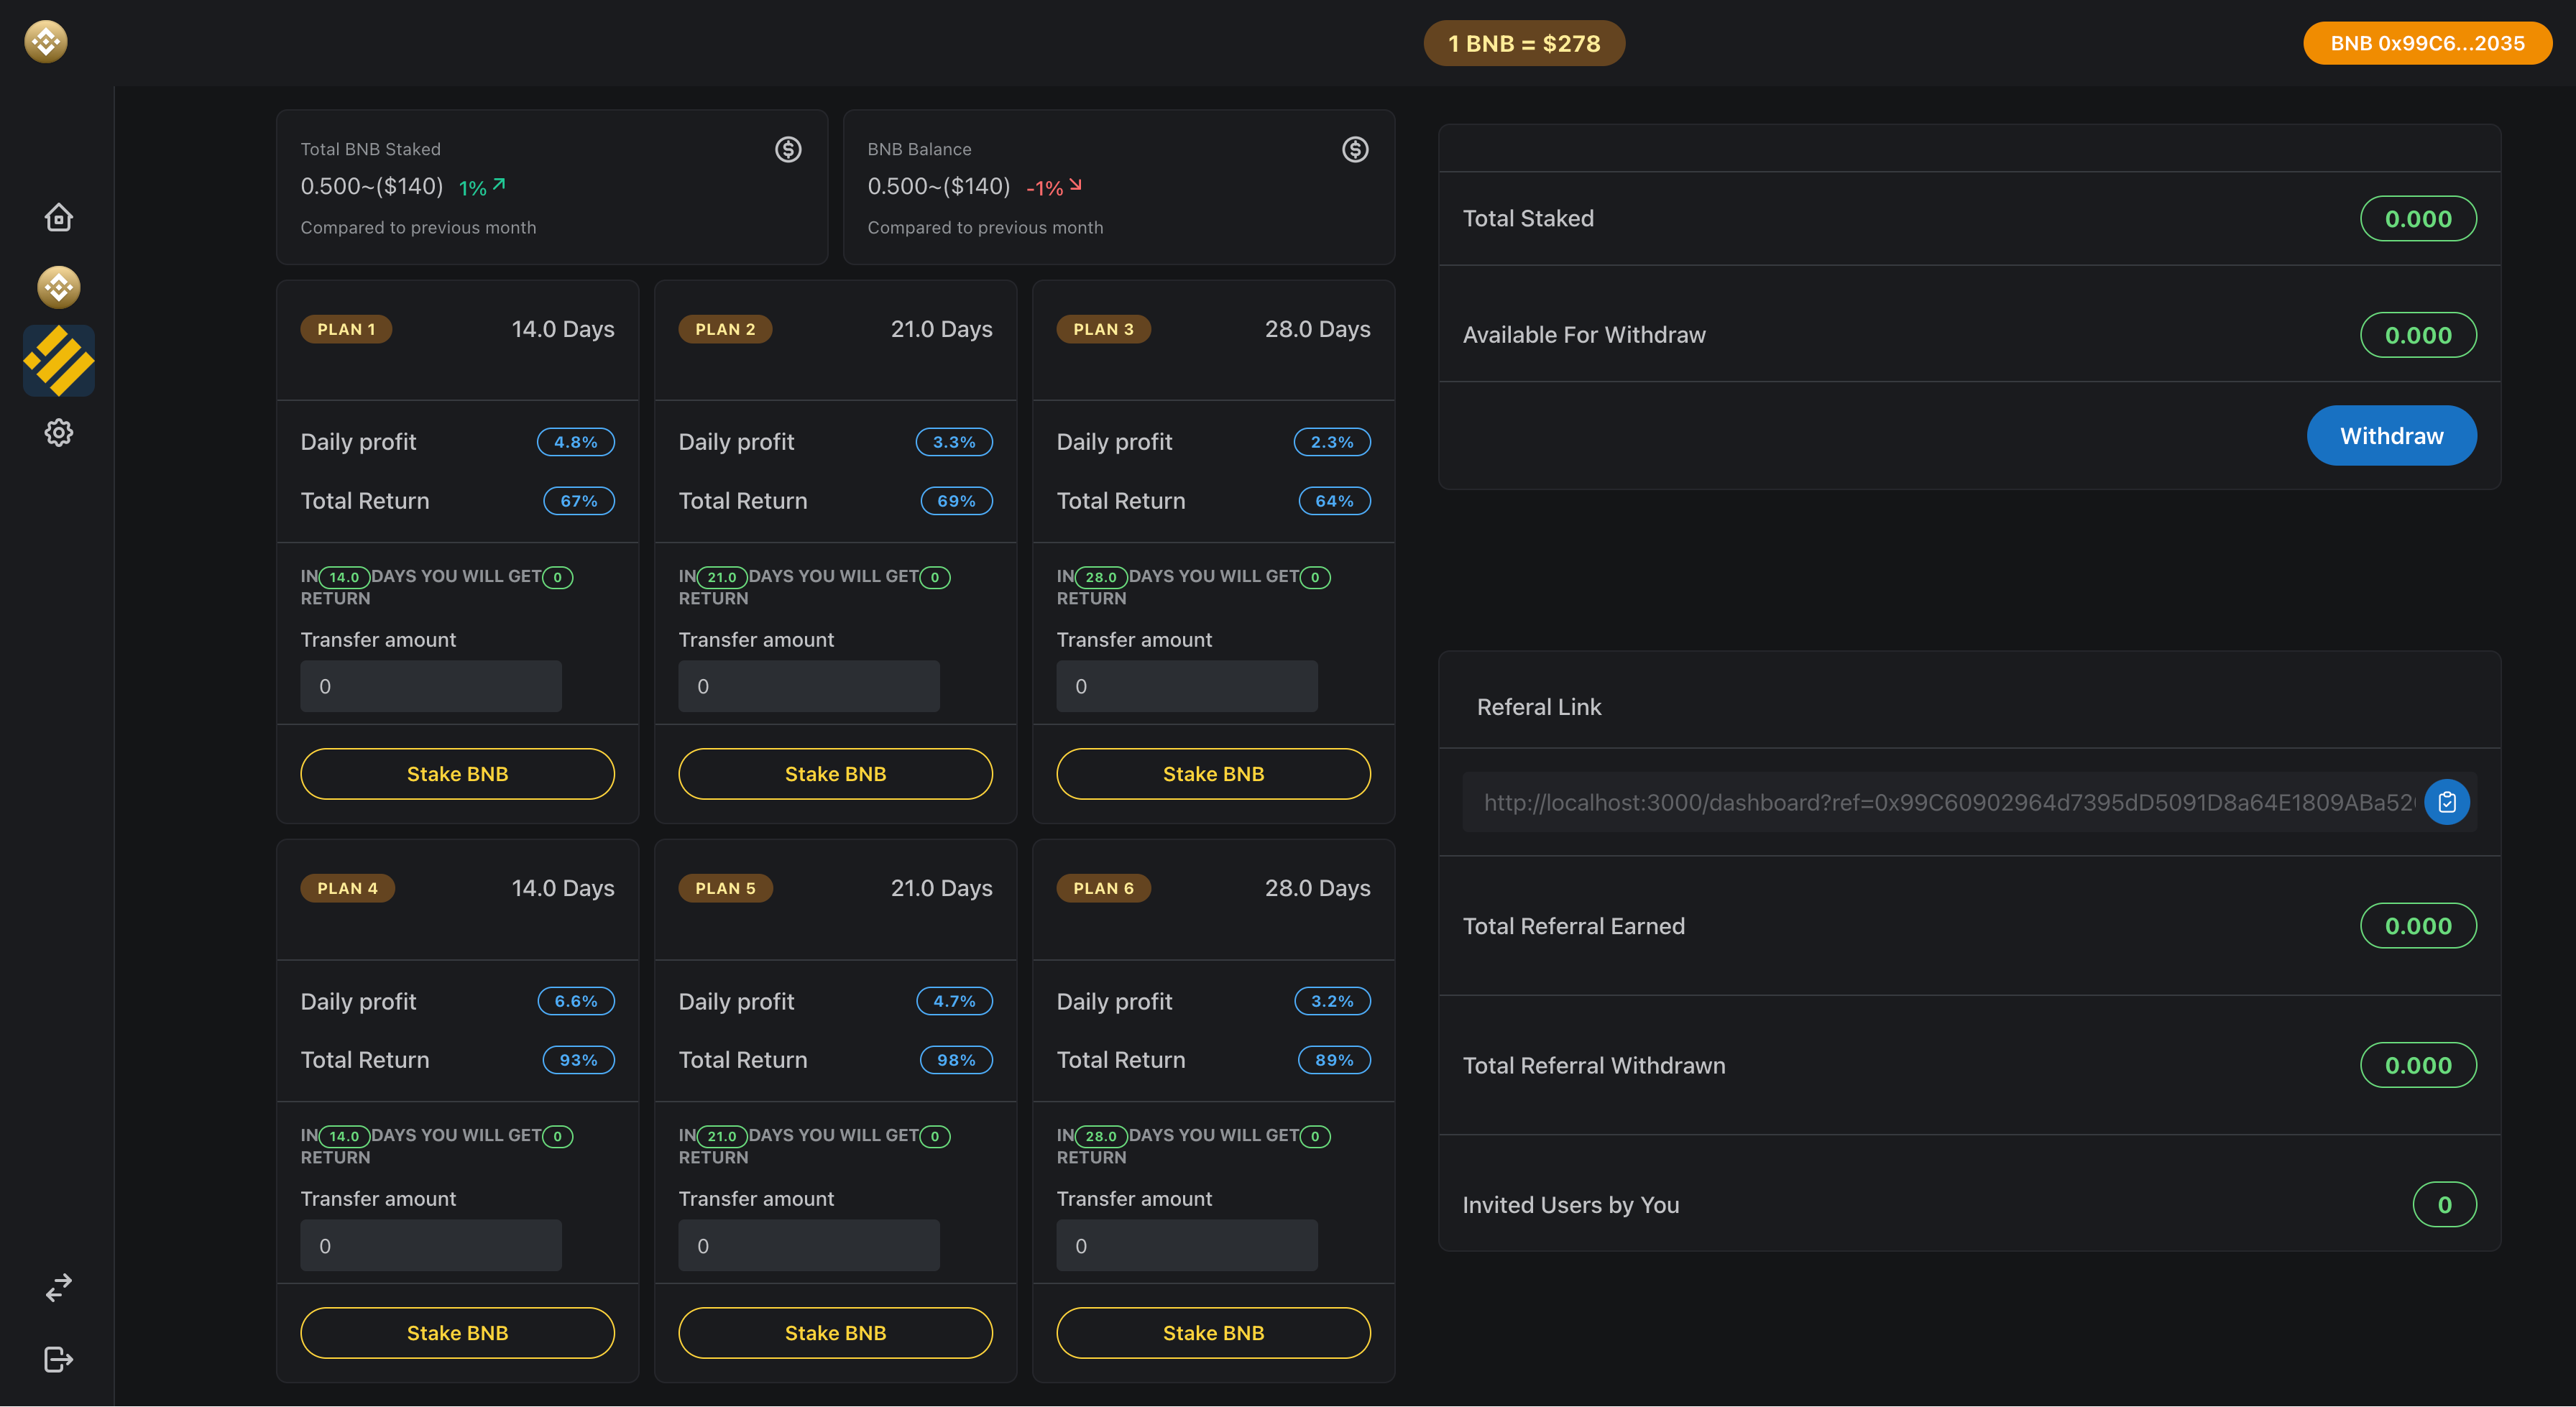 1 BNB = $278
BNB 0x99C6...2035
Total BNB Staked
0.500~($140) 1%
Compared to previous month
BNB Balance
0.500~($140) -1%
Compared to previous month
PLAN 1 14.0 Days
Daily profit 4.8%
Total Return 67%
IN 14.0 DAYS YOU WILL GET 0
RETURN
Transfer amount
0
Stake BNB
PLAN 2 21.0 Days
Daily profit 3.3%
Total Return 69%
IN 21.0 DAYS YOU WILL GET 0
RETURN
Transfer amount
0
Stake BNB
PLAN 3 28.0 Days
Daily profit 2.3%
Total Return 64%
IN 28.0 DAYS YOU WILL GET 0
RETURN
Transfer amount
0
Stake BNB
PLAN 4 14.0 Days
Daily profit 6.6%
Total Return 93%
IN 14.0 DAYS YOU WILL GET 0
RETURN
Transfer amount
0
Stake BNB
PLAN 5 21.0 Days
Daily profit 4.7%
Total Return 98%
IN 21.0 DAYS YOU WILL GET 0
RETURN
Transfer amount
0
Stake BNB
PLAN 6 28.0 Days
Daily profit 3.2%
Total Return 89%
IN 28.0 DAYS YOU WILL GET 0
RETURN
Transfer amount
0
Stake BNB
Total Staked 0.000
Available For Withdraw 0.000
Withdraw
Referal Link
http://localhost:3000/dashboard?ref=0x99C60902964d7395dD5091D8a64E1809ABa52
Total Referral Earned 0.000
Total Referral Withdrawn 0.000
Invited Users by You 0